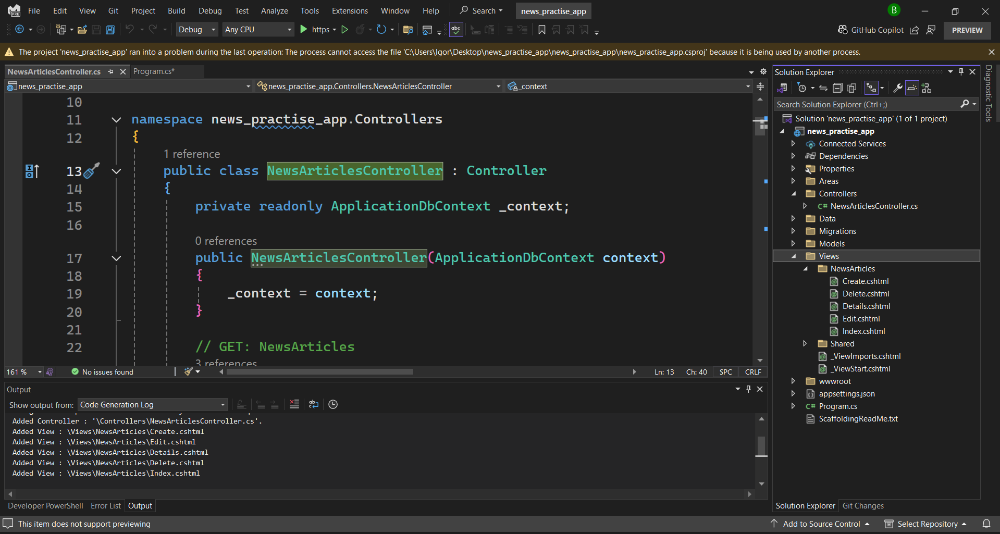 File Edit View Git Project Build Debug Test Analyze Tools Extensions Window Help Search news_practise_app B
PRE
Debug Any CPU https abc GitHub Copilot PREVIEW
The project 'news_practise_app' ran into a problem during the last operation: The process cannot access the file 'C:\Users\Igor\Desktop\news_practise_app\news_practise_app\news_practise_app.csproj' because it is being used by another process.
NewsArticlesController.cs Program.cs*
news_practise_app news_practise_app.Controllers.NewsArticlesController _context
10
11 namespace news_practise_app.Controllers
12 {
1 reference
13 public class NewsArticlesController : Controller
14 {
15 private readonly ApplicationDbContext _context;
16
0 references
17 public NewsArticlesController(ApplicationDbContext context)
18 {
19 _context = context;
20 }
21
22 // GET: NewsArticles
3 references
161 % No issues found Ln: 13 Ch: 40 SPC CRLF
Output
Show output from: Code Generation Log
Added Controller : '\Controllers\NewsArticlesController.cs'.
Added View : \Views\NewsArticles\Create.cshtml
Added View : \Views\NewsArticles\Edit.cshtml
Added View : \Views\NewsArticles\Details.cshtml
Added View : \Views\NewsArticles\Delete.cshtml
Added View : \Views\NewsArticles\Index.cshtml
Developer PowerShell Error List Output
Solution Explorer
Search Solution Explorer (Ctrl+;)
Solution 'news_practise_app' (1 of 1 project)
news_practise_app
Connected Services
Dependencies
Properties
Areas
Controllers
C# NewsArticlesController.cs
Data
Migrations
Models
Views
NewsArticles
Create.cshtml
Delete.cshtml
Details.cshtml
Edit.cshtml
Index.cshtml
Shared
_ViewImports.cshtml
_ViewStart.cshtml
wwwroot
appsettings.json
C# Program.cs
ScaffoldingReadMe.txt
Solution Explorer Git Changes
Diagnostic Tools
This item does not support previewing Add to Source Control Select Repository